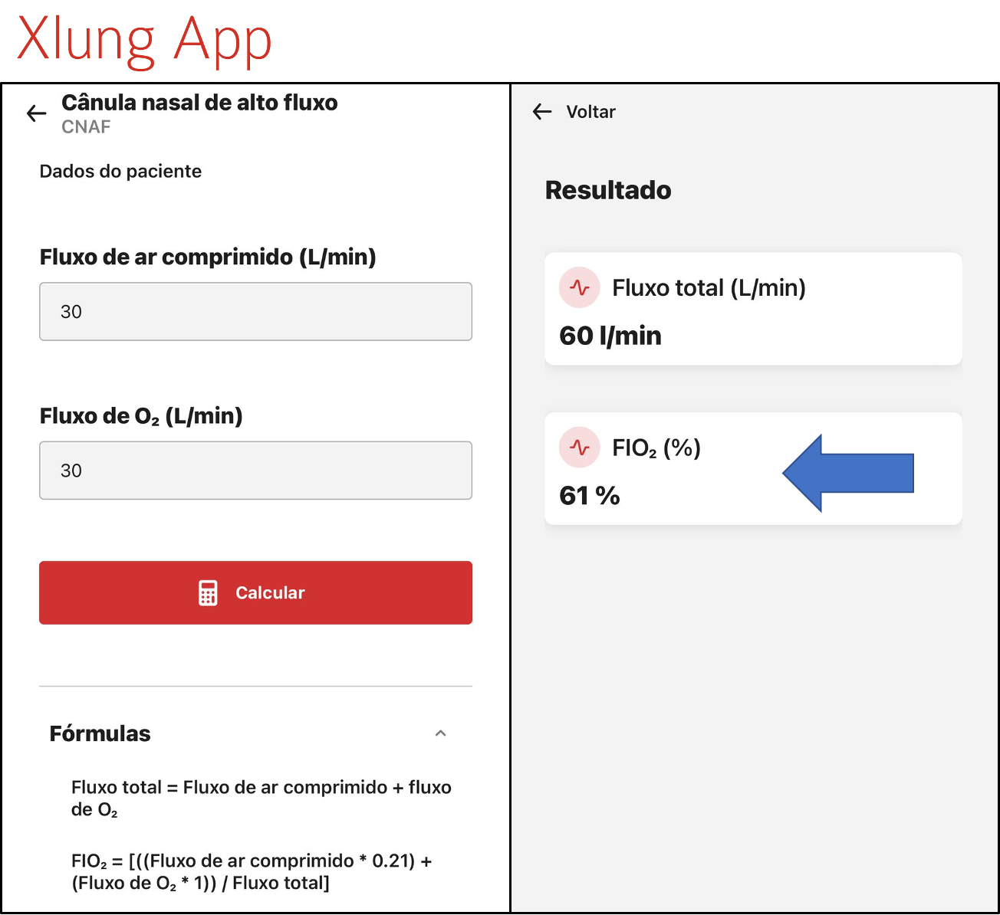 Xlung App
Cânula nasal de alto fluxo
CNAF
Dados do paciente
Fluxo de ar comprimido (L/min)
30
Fluxo de O₂ (L/min)
30
Calcular
Fórmulas
Fluxo total = Fluxo de ar comprimido + fluxo
de O₂
FIO₂ = [((Fluxo de ar comprimido * 0.21) +
(Fluxo de O₂ * 1)) / Fluxo total]
Voltar
Resultado
Fluxo total (L/min)
60 l/min
FIO₂ (%)
61 %